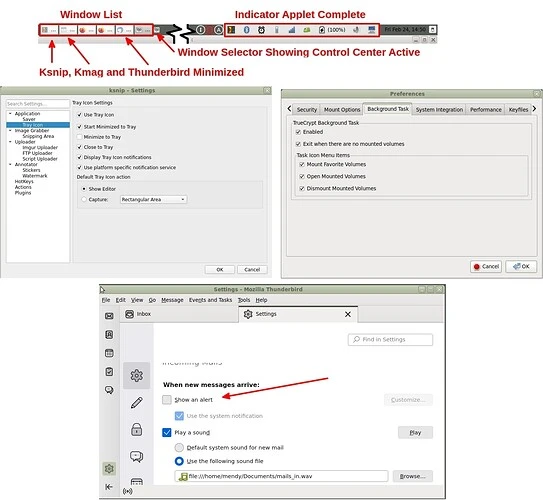 Window List
Indicator Applet Complete
(100%)
Fri Feb 24, 14:50
Window Selector Showing Control Center Active
Ksnip, Kmag and Thunderbird Minimized
ksnip - Settings
Search Settings...
Application
Saver
Tray Icon
Image Grabber
Snipping Area
Uploader
Imgur Uploader
FTP Uploader
Script Uploader
Annotator
Stickers
Watermark
HotKeys
Actions
Plugins
Tray Icon Settings
Use Tray Icon
Start Minimized to Tray
Minimize to Tray
Close to Tray
Display Tray Icon notifications
Use platform specific notification service
Default Tray Icon action
Show Editor
Capture: Rectangular Area
OK Cancel
Preferences
Security Mount Options Background Task System Integration Performance Keyfiles
TrueCrypt Background Task
Enabled
Exit when there are no mounted volumes
Task Icon Menu Items
Mount Favorite Volumes
Open Mounted Volumes
Dismount Mounted Volumes
Cancel OK
Settings - Mozilla Thunderbird
File Edit View Go Message Events and Tasks Tools Help
Inbox Settings
Find in Settings
Incoming Mails
When new messages arrive:
Show an alert Customize...
Use the system notification
Play a sound Play
Default system sound for new mail
Use the following sound file
file:///home/mendy/Documents/mails_in.wav Browse...